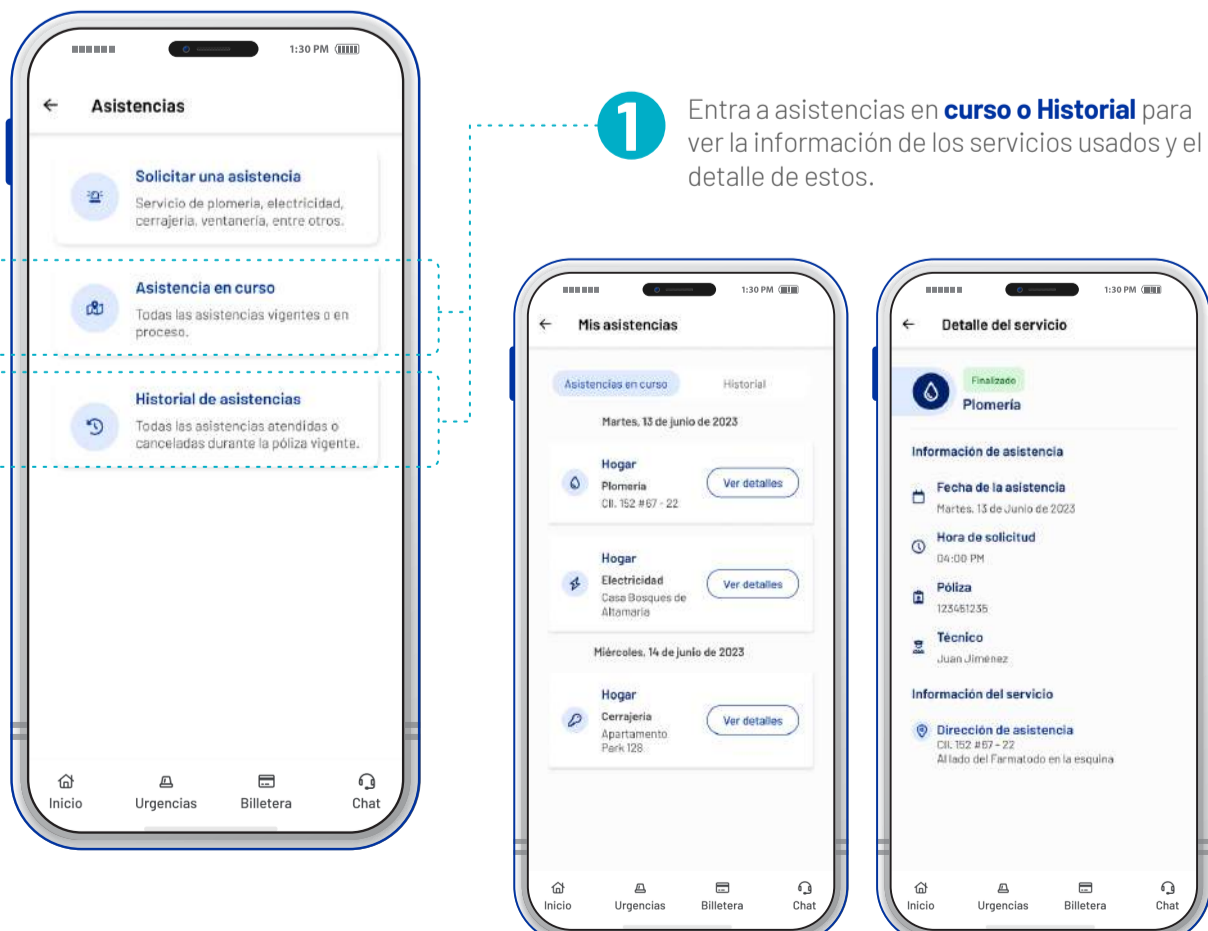 1:30 PM
Asistencias
Solicitar una asistencia
Servicio de plomería, electricidad,
cerrajería, ventanería, entre otros.
Asistencia en curso
Todas las asistencias vigentes o en
proceso.
Historial de asistencias
Todas las asistencias atendidas o
canceladas durante la póliza vigente.
Inicio
Urgencias
Billetera
Chat
1
Entra a asistencias en curso o Historial para
ver la información de los servicios usados y el
detalle de estos.
1:30 PM
Mis asistencias
Asistencias en curso
Historial
Martes, 13 de junio de 2023
Hogar
Plomería
Cll. 152 #67 - 22
Ver detalles
Hogar
Electricidad
Casa Bosques de
Altamaria
Ver detalles
Miércoles, 14 de junio de 2023
Hogar
Cerrajería
Apartamento
Park 128
Ver detalles
Inicio
Urgencias
Billetera
Chat
1:30 PM
Detalle del servicio
Finalizado
Plomería
Información de asistencia
Fecha de la asistencia
Martes, 13 de Junio de 2023
Hora de solicitud
04:00 PM
Póliza
123451235
Técnico
Juan Jimenez
Información del servicio
Dirección de asistencia
Cll. 152 #67 - 22
Al lado del Farmatodo en la esquina
Inicio
Urgencias
Billetera
Chat